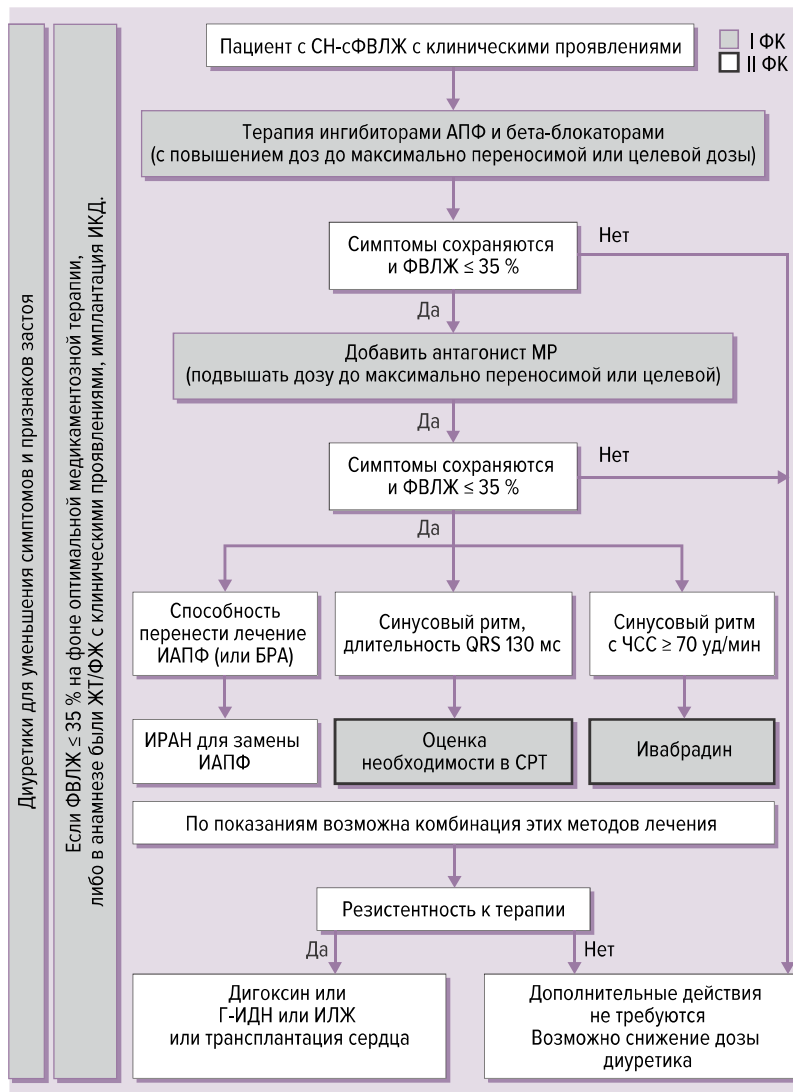 Диуретики для уменьшения симптомов и признаков застоя
Если ФВЛЖ ≤ 35 % на фоне оптимальной медикаментозной терапии,
либо в анамнезе были ЖТ/ФЖ с клиническими проявлениями, имплантация ИКД.
Пациент с СН-сФВЛЖ с клиническими проявлениями
I ФК
II ФК
Терапия ингибиторами АПФ и бета-блокаторами
(с повышением доз до максимально переносимой или целевой дозы)
Симптомы сохраняются
и ФВЛЖ ≤ 35 %
Нет
Да
Добавить антагонист МР
(подвышать дозу до максимально переносимой или целевой)
Да
Симптомы сохраняются
и ФВЛЖ ≤ 35 %
Нет
Да
Способность
перенести лечение
ИАПФ (или БРА)
Синусовый ритм,
длительность QRS 130 мс
Синусовый ритм
с ЧСС ≥ 70 уд/мин
ИРАН для замены
ИАПФ
Оценка
необходимости в СРТ
Ивабрадин
По показаниям возможна комбинация этих методов лечения
Резистентность к терапии
Да
Нет
Дигоксин или
Г-ИДН или ИЛЖ
или трансплантация сердца
Дополнительные действия
не требуются
Возможно снижение дозы
диуретика